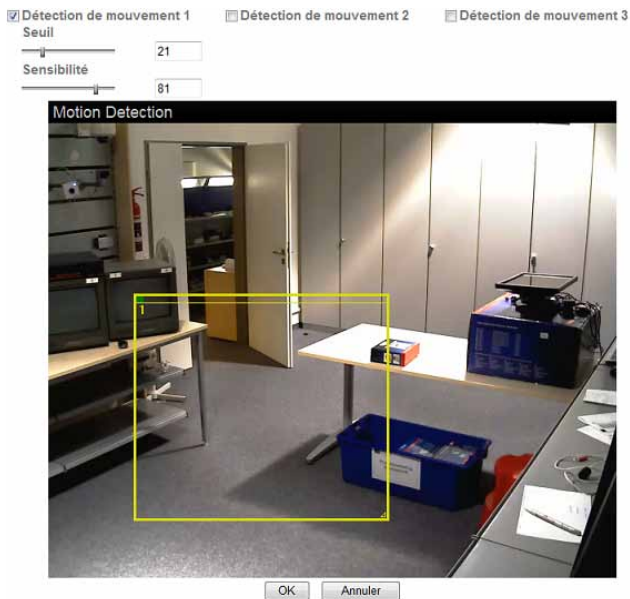 Détection de mouvement 1 Détection de mouvement 2 Détection de mouvement 3
Seuil
21
Sensibilité
81
Motion Detection
1
OK Annuler